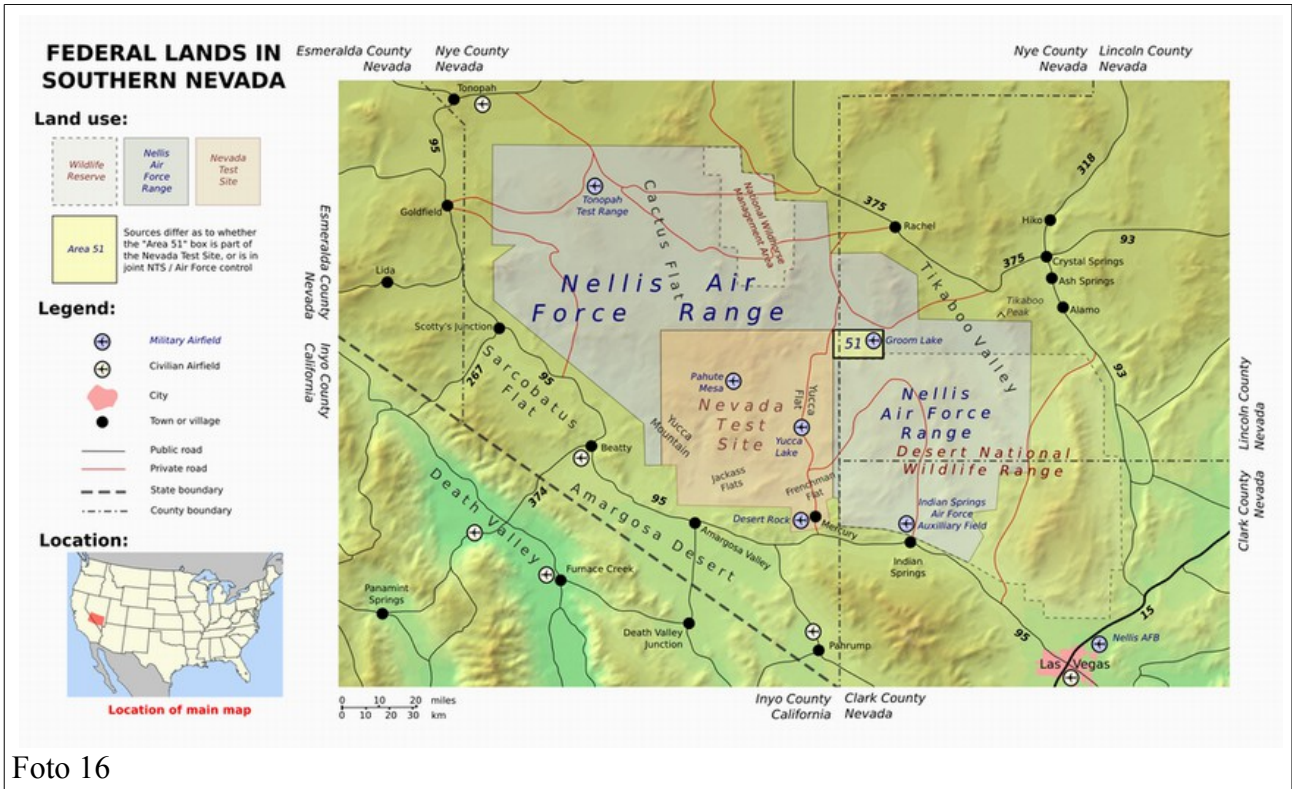 FEDERAL LANDS IN
SOUTHERN NEVADA
Land use:
Wildlife
Reserve
Nellis
Air
Force
Range
Nevada
Test
Site
Area 51
Sources differ as to whether
the "Area 51" box is part of
the Nevada Test Site, or is in
joint NTS / Air Force control
Legend:
Military Airfield
Civilian Airfield
City
Town or village
Public road
Private road
State boundary
County boundary
Location:
Location of main map
Esmeralda County
Nevada
Nye County
Nevada
Nye County
Nevada
Lincoln County
Nevada
Tonopah
95
318
Tonopah
Test Range
Cactus Flat
National Wildhorse
Management Area
Goldfield
375
Rachel
Hiko
93
Esmeralda County
Nevada
375
Crystal Springs
Ash Springs
Lida
Nellis Air
Force Range
Tikaboo Valley
Tikaboo
Peak
Alamo
Scotty's Junction
51
Groom Lake
Inyo County
California
267
95
Sarcobatus
Flat
Pahute
Mesa
Yucca
Flat
93
Nevada
Test
Site
Nellis
Air Force
Range
Lincoln County
Nevada
Yucca
Mountain
Yucca
Lake
Desert National
Wildlife Range
Beatty
Jackass
Flats
Frenchman
Flat
Clark County
Nevada
374
Death Valley
Amargosa Desert
95
Indian Springs
Air Force
Auxilliary Field
Desert Rock
Mercury
Amargosa Valley
Indian
Springs
Furnace Creek
Panamint
Springs
15
Death Valley
Junction
95
Nellis AFB
Pahrump
Las Vegas
0 10 20 miles
0 10 20 30 km
Inyo County
California
Clark County
Nevada
Foto 16